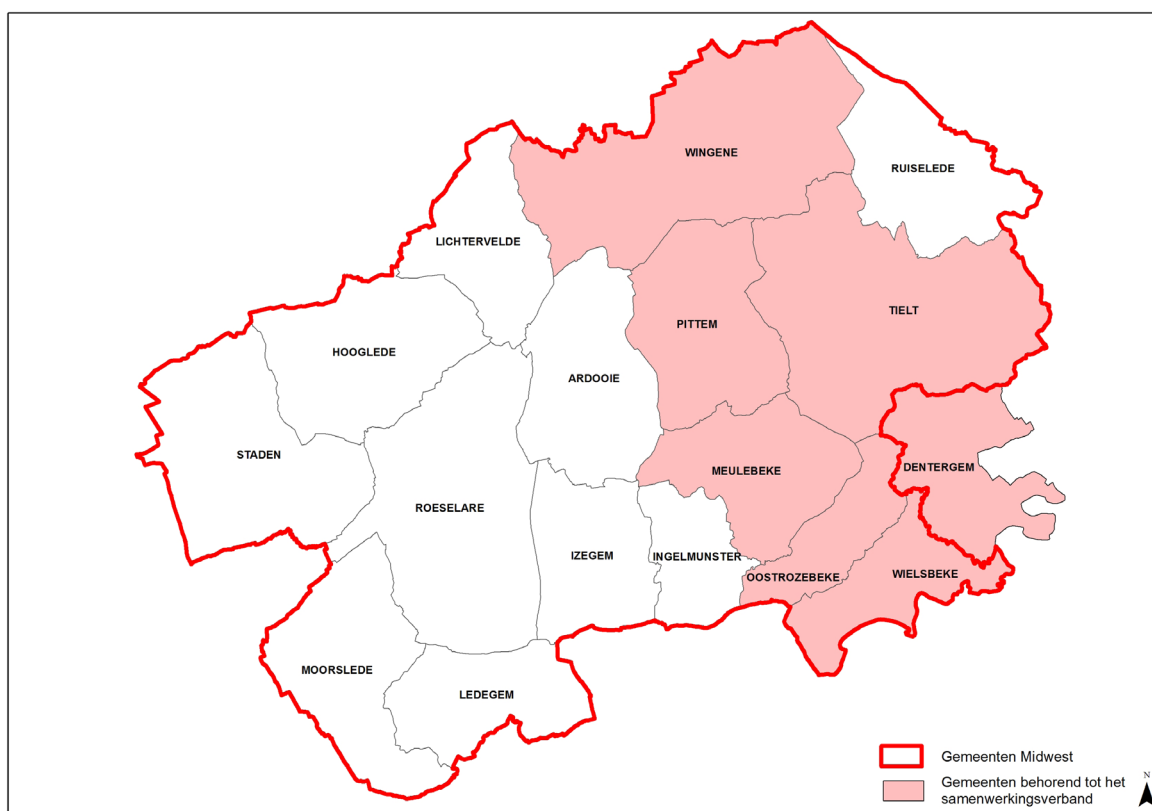 WINGENE
RUISELEDE
LICHTERVELDE
TIELT
PITTEM
HOOGLEDE
ARDOOIE
STADEN
MEULEBEKE
DENTERGEM
ROESELARE
IZEGEM
INGELMUNSTER
WIELSBEKE
OOSTROZEBEKE
MOORSLEDE
LEDEGEM
Gemeenten Midwest
Gemeenten behorend tot het
samenwerkingsverband
N